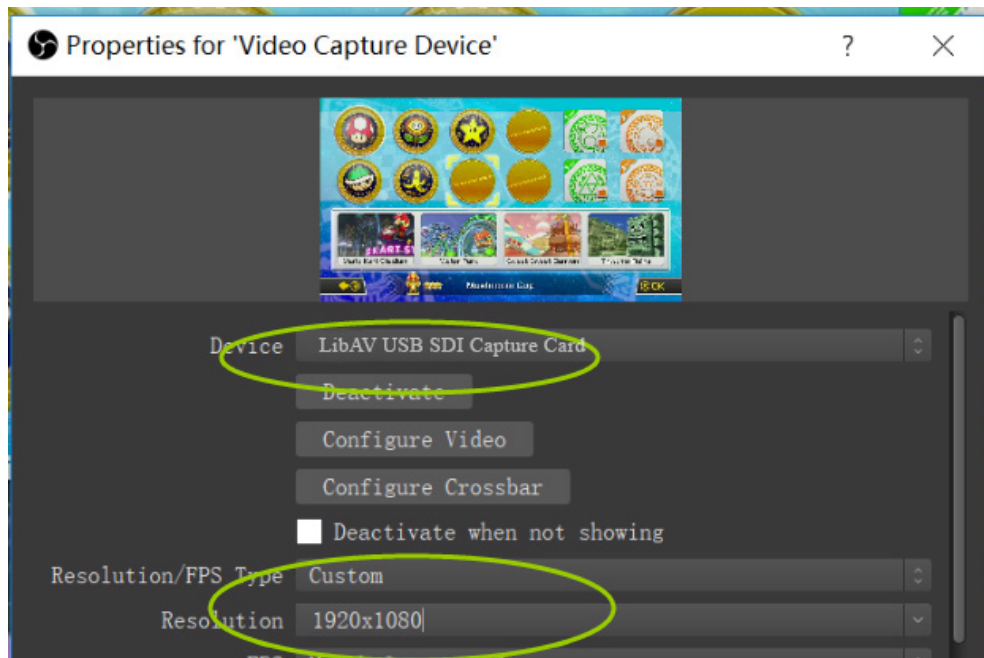 Properties for 'Video Capture Device'
? ×
OK
Device LibAV USB SDI Capture Card
Deactivate
Configure Video
Configure Crossbar
Deactivate when not showing
Resolution/FPS Type Custom
Resolution 1920x1080